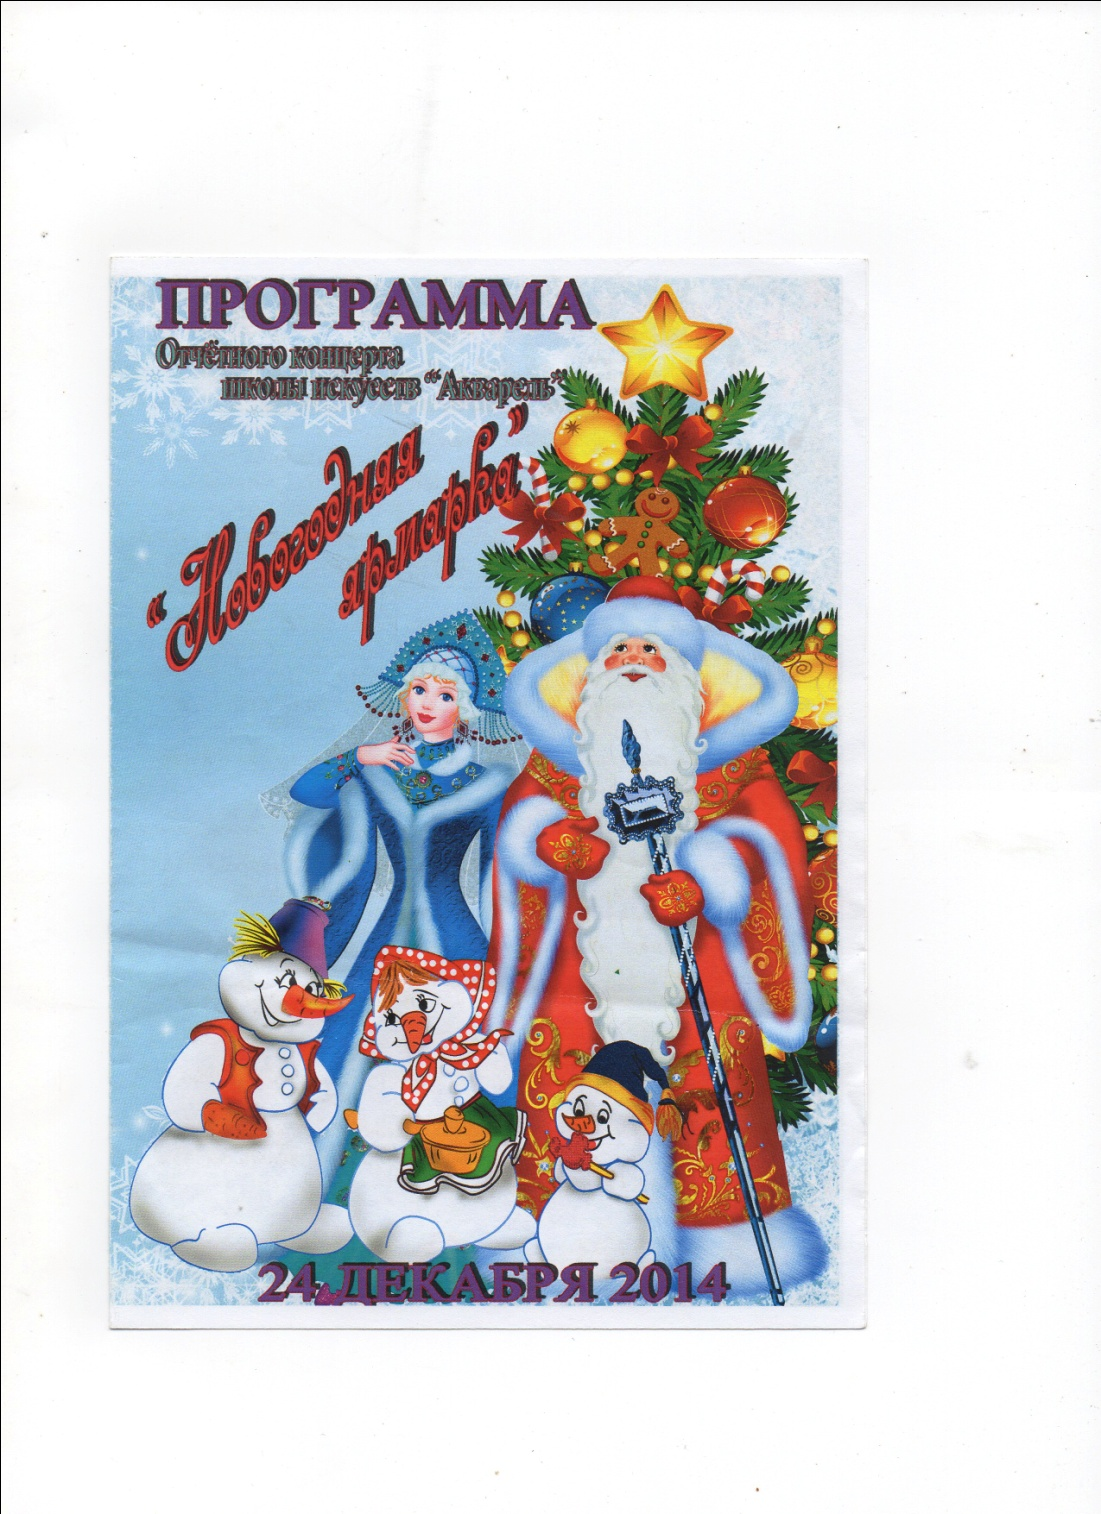 ПРОГРАММА
Отчётного концерта
школы искусств "Акварель"
"Новогодняя
ярмарка"
24 ДЕКАБРЯ 2014